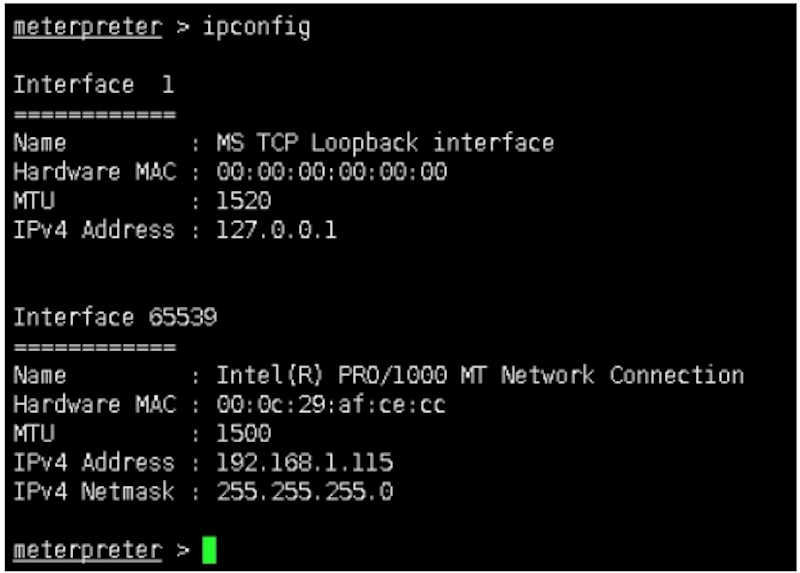 meterpreter > ipconfig
Interface  1
============
Name         : MS TCP Loopback interface
Hardware MAC : 00:00:00:00:00:00
MTU          : 1520
IPv4 Address : 127.0.0.1
Interface 65539
============
Name         : Intel(R) PRO/1000 MT Network Connection
Hardware MAC : 00:0c:29:af:ce:cc
MTU          : 1500
IPv4 Address : 192.168.1.115
IPv4 Netmask : 255.255.255.0
meterpreter >